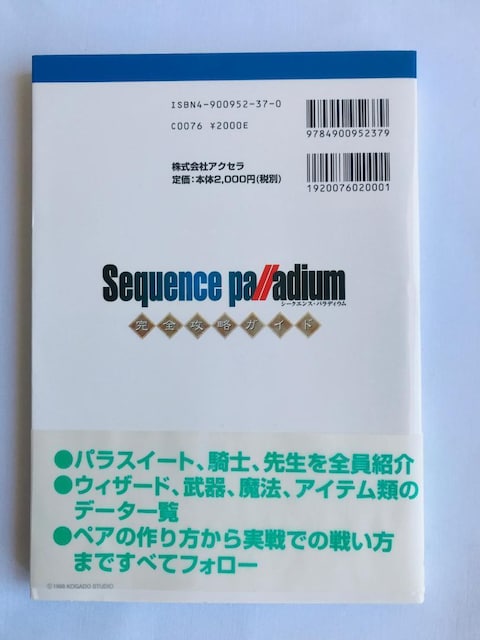 ISBN4-900952-37-0
C0076 ¥2000E
9784900952379
株式会社アクセラ
定価：本体2,000円(税別)
1920076020001
Sequence palladium
シークエンス・パラディウム
完全攻略ガイド
●パラスイート、騎士、先生を全員紹介
●ウィザード、武器、魔法、アイテム類の
データ一覧
●ペアの作り方から実戦での戦い方
まですべてフォロー
©1998 KOGADO STUDIO